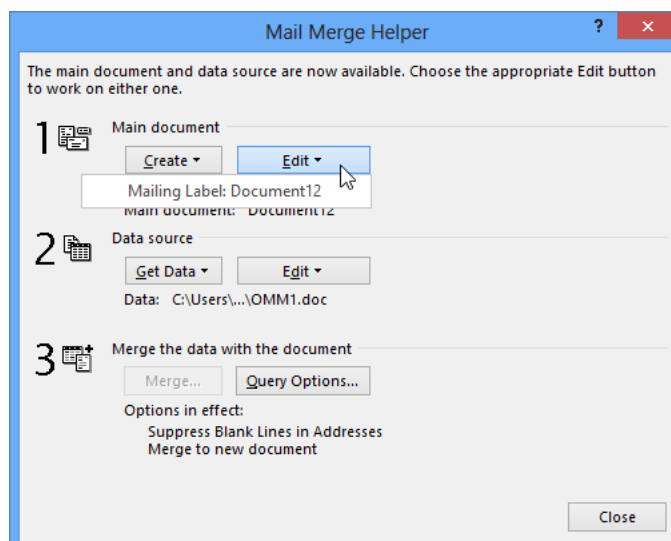 Mail Merge Helper
?
×
The main document and data source are now available. Choose the appropriate Edit button
to work on either one.
1
Main document
Create
Edit
Mailing Label: Document12
Main document: Document12
2
Data source
Get Data
Edit
Data: C:\Users\...\OMM1.doc
3
Merge the data with the document
Merge...
Query Options...
Options in effect:
Suppress Blank Lines in Addresses
Merge to new document
Close